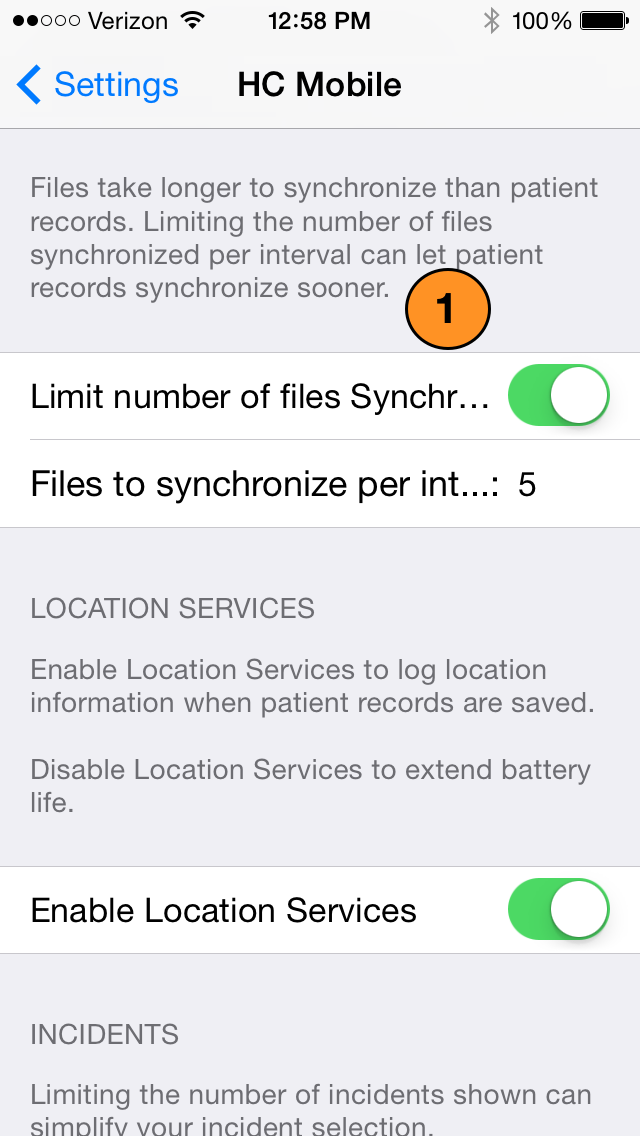 Verizon 12:58 PM 100%
Settings HC Mobile
Files take longer to synchronize than patient
records. Limiting the number of files
synchronized per interval can let patient
records synchronize sooner.
1
Limit number of files Synchr...
Files to synchronize per int...: 5
LOCATION SERVICES
Enable Location Services to log location
information when patient records are saved.
Disable Location Services to extend battery
life.
Enable Location Services
INCIDENTS
Limiting the number of incidents shown can
simplify your incident selection.